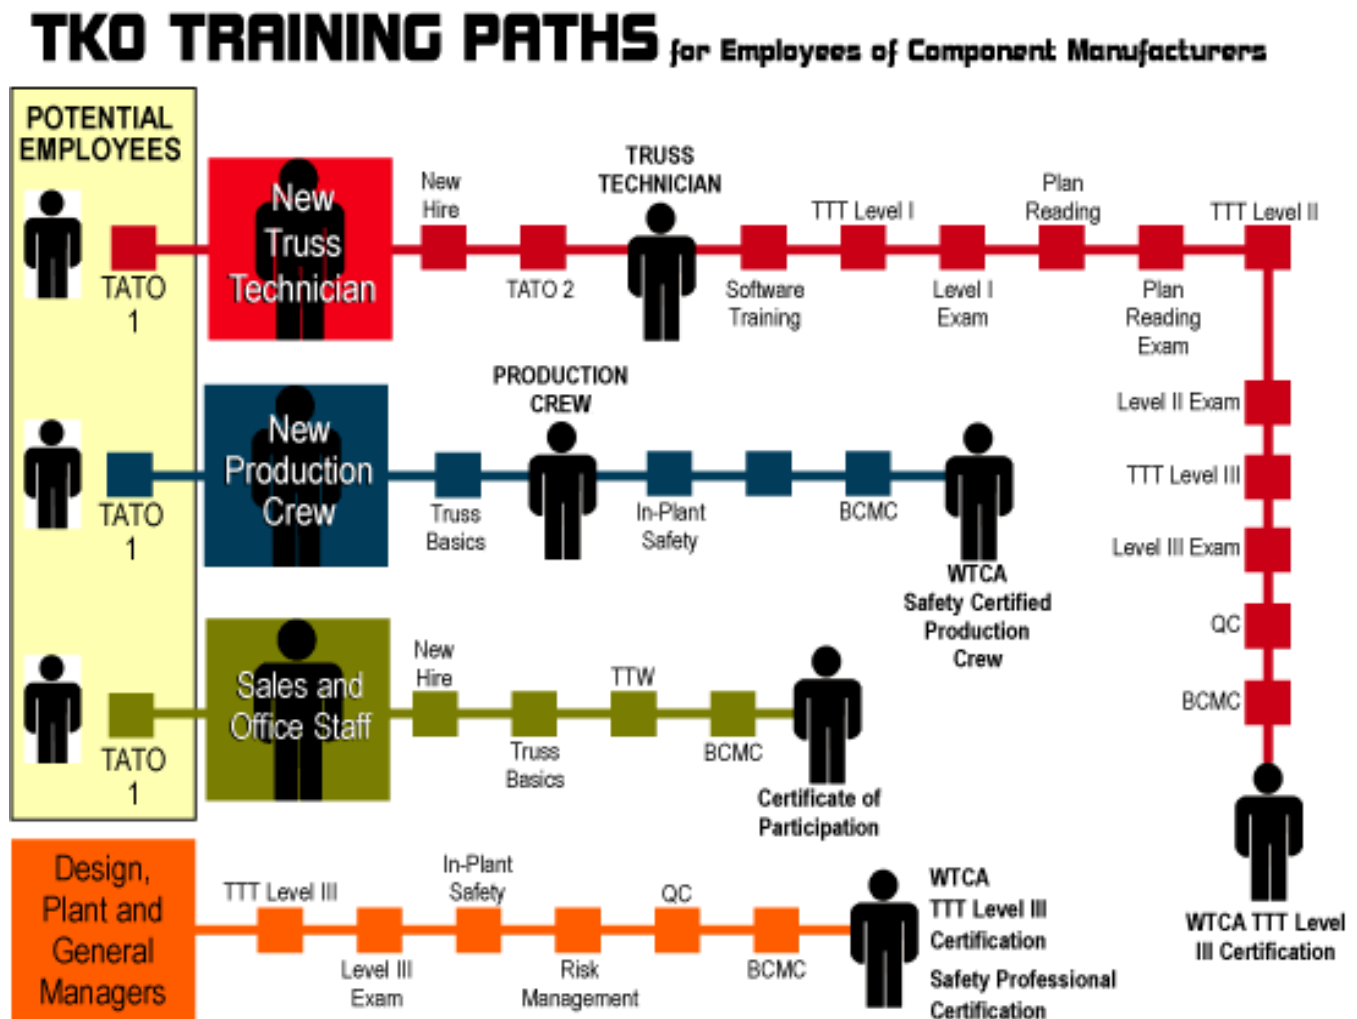 TKO TRAINING PATHS for Employees of Component Manufacturers
POTENTIAL
EMPLOYEES
TATO
1
New
Truss
Technician
New
Hire
TATO 2
TRUSS
TECHNICIAN
Software
Training
TTT Level I
Level I
Exam
Plan
Reading
Plan
Reading
Exam
TTT Level II
Level II Exam
TTT Level III
Level III Exam
QC
BCMC
WTCA TTT Level
III Certification
TATO
1
New
Production
Crew
Truss
Basics
PRODUCTION
CREW
In-Plant
Safety
BCMC
WTCA
Safety Certified
Production
Crew
TATO
1
Sales and
Office Staff
New
Hire
Truss
Basics
TTW
BCMC
Certificate of
Participation
Design,
Plant and
General
Managers
TTT Level III
Level III
Exam
In-Plant
Safety
Risk
Management
QC
BCMC
WTCA
TTT Level III
Certification
Safety Professional
Certification